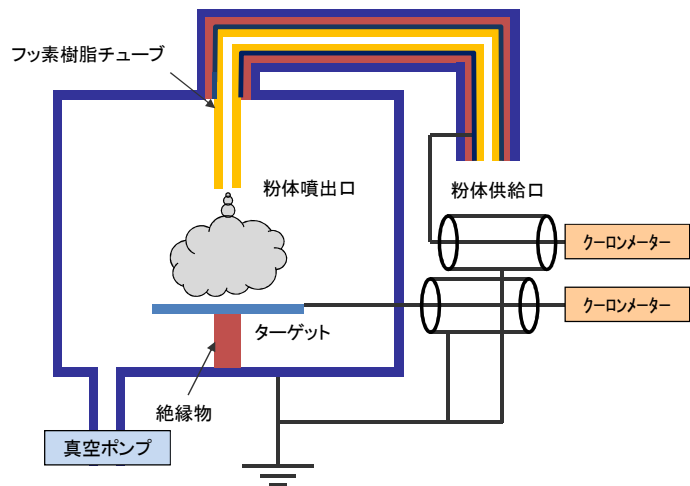 フッ素樹脂チューブ
粉体噴出口
粉体供給口
クーロンメーター
クーロンメーター
ターゲット
絶縁物
真空ポンプ